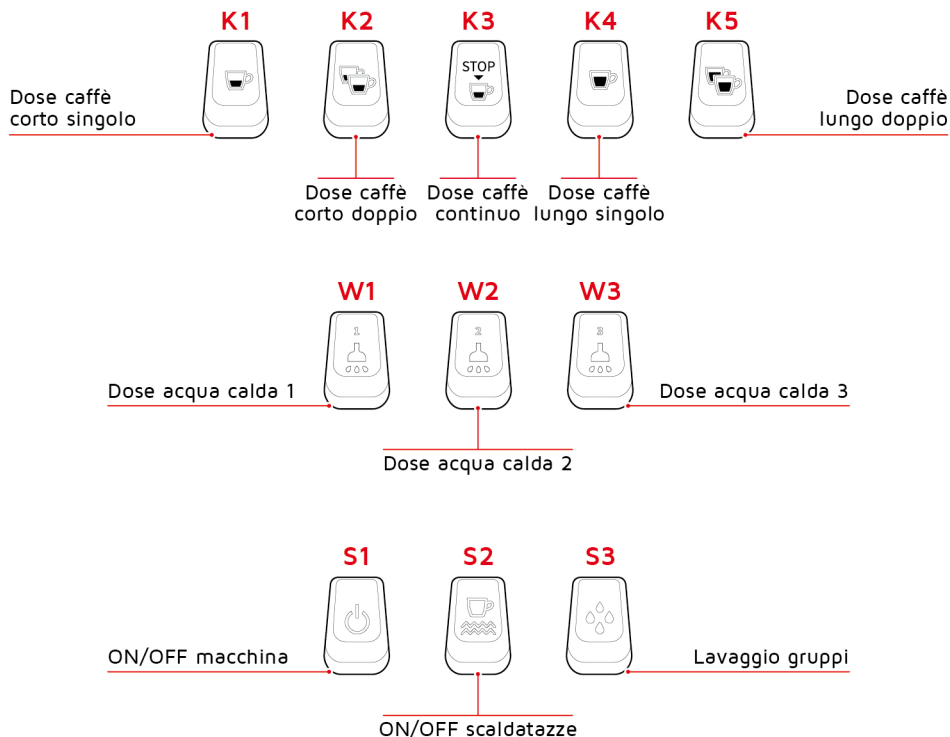 K1
K2
K3
K4
K5
STOP
Dose caffè
corto singolo
Dose caffè
lungo doppio
Dose caffè
corto doppio
Dose caffè
continuo
Dose caffè
lungo singolo
W1
W2
W3
1
2
3
Dose acqua calda 1
Dose acqua calda 3
Dose acqua calda 2
S1
S2
S3
ON/OFF macchina
Lavaggio gruppi
ON/OFF scaldatazze